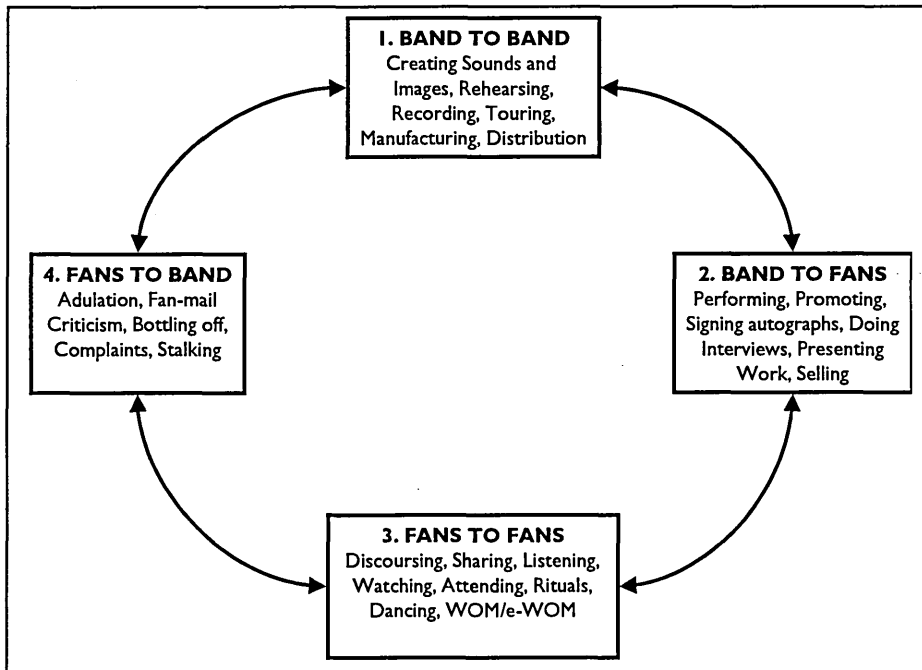 1. BAND TO BAND
Creating Sounds and
Images, Rehearsing,
Recording, Touring,
Manufacturing, Distribution
4. FANS TO BAND
Adulation, Fan-mail
Criticism, Bottling off,
Complaints, Stalking
2. BAND TO FANS
Performing, Promoting,
Signing autographs, Doing
Interviews, Presenting
Work, Selling
3. FANS TO FANS
Discoursing, Sharing, Listening,
Watching, Attending, Rituals,
Dancing, WOM/e-WOM